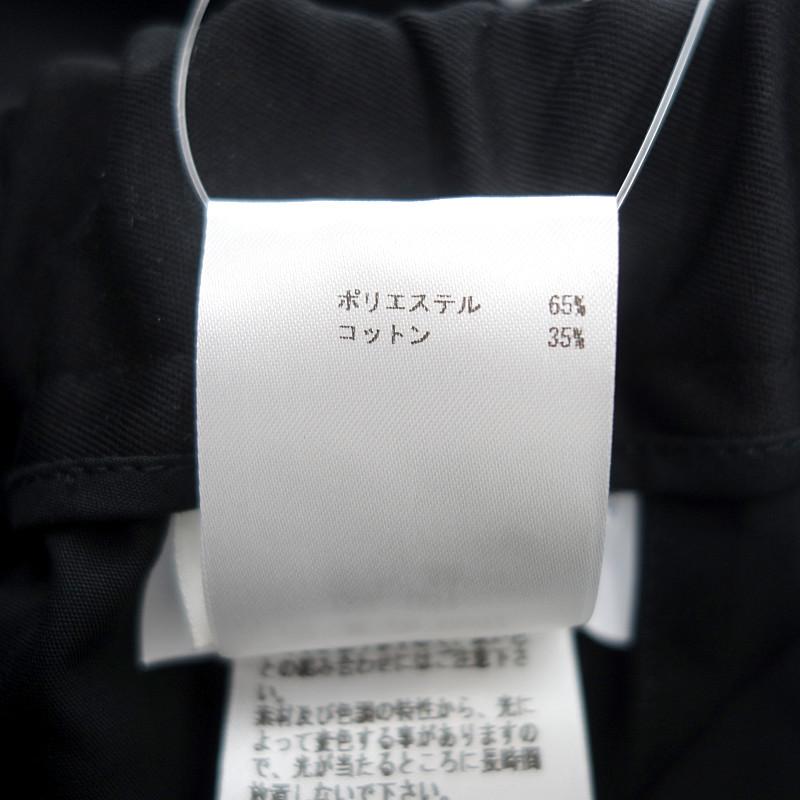 ポリエステル 65%
コットン 35%
との組み合わせにはご注意下さ
い。
素材及び色調の特性から、光に
よって変色する事がありますの
で、光が当たるところに長時間
放置しないで下さい。